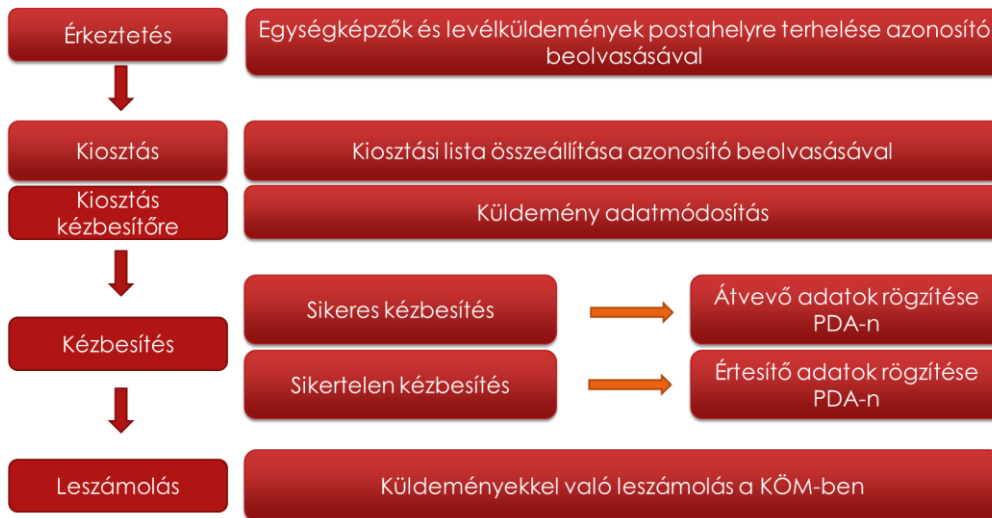 Érkeztetés
Egységképzők és levélküldemények postahelyre terhelése azonosító
beolvasásával
Kiosztás
Kiosztási lista összeállítása azonosító beolvasásával
Kiosztás
kézbesítőre
Küldemény adatmódosítás
Kézbesítés
Sikeres kézbesítés
Átvevő adatok rögzítése
PDA-n
Sikertelen kézbesítés
Értesítő adatok rögzítése
PDA-n
Leszámolás
Küldeményekkel való leszámolás a KÖM-ben